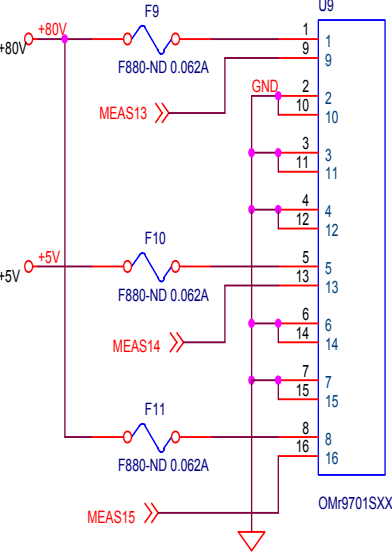 F9
U9
+80V
+80V
F880-ND 0.062A
1
1
9
9
MEAS13
GND
2
2
10
10
3
3
11
11
4
4
12
12
F10
+5V
+5V
5
5
F880-ND 0.062A
13
13
MEAS14
6
6
14
14
7
7
15
15
F11
8
8
F880-ND 0.062A
16
16
OMr9701SXX
MEAS15